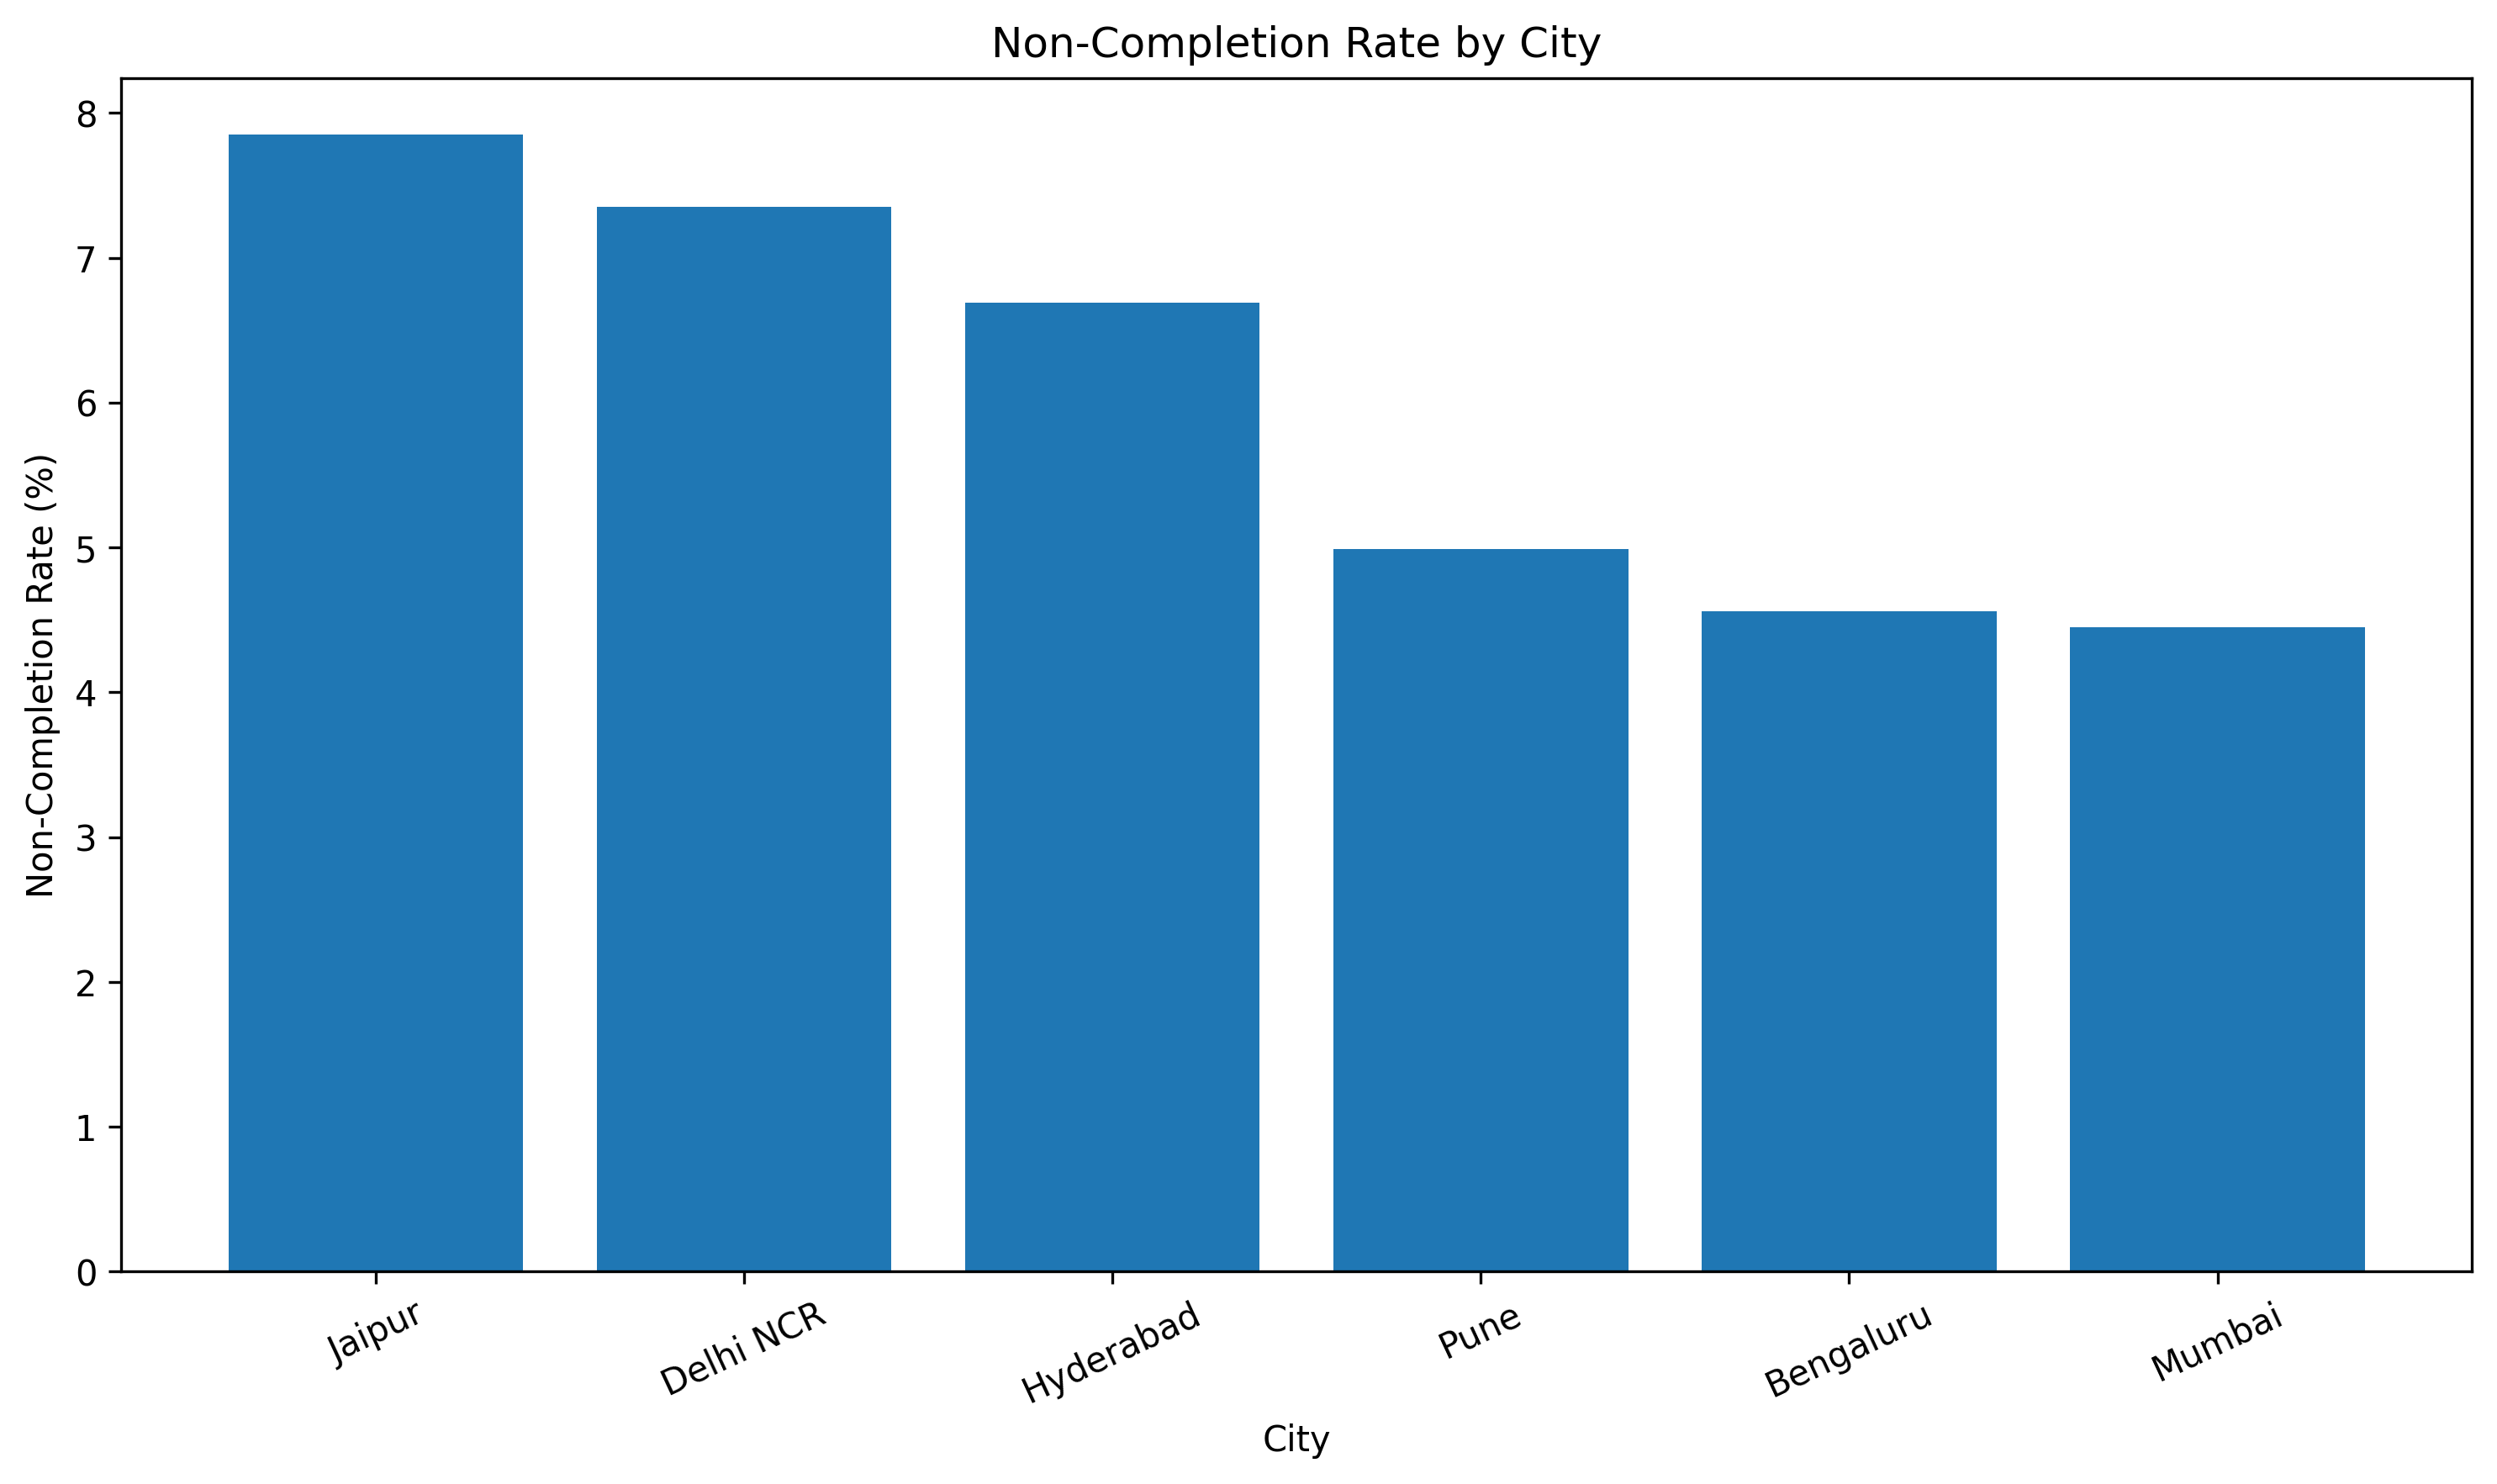 Non-Completion Rate by City
Non-Completion Rate (%)
8
7
6
5
4
3
2
1
0
Jaipur
Delhi NCR
Hyderabad
Pune
Bengaluru
Mumbai
City